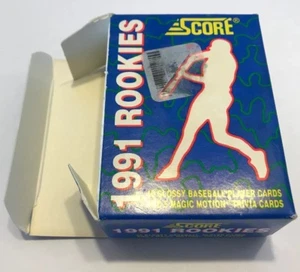 SCORE®
1991 ROOKIES
GLOSSY BASEBALL PLAYER CARDS
MAGIC MOTION® TRIVIA CARDS
SCORE
1991 ROOKIES